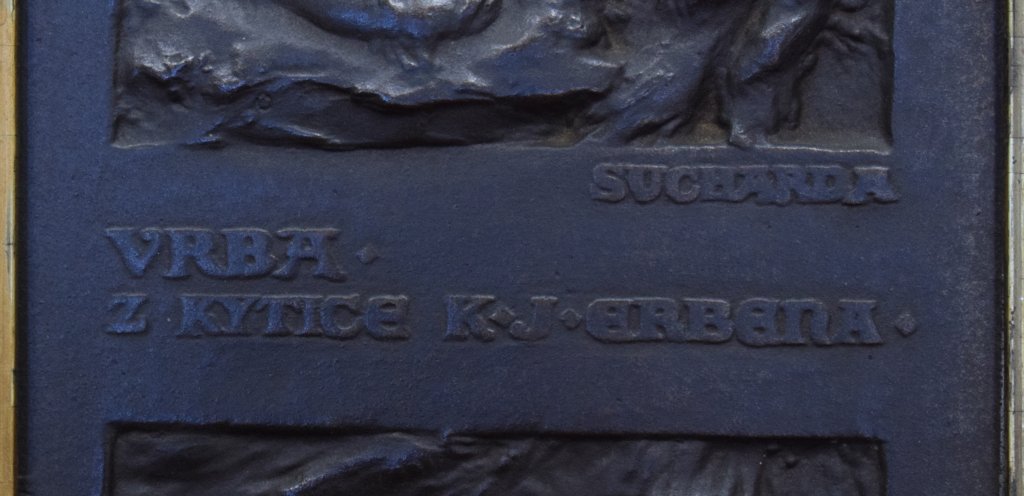 SUCHARDA
VRBA·
Z KYTICE K·J·ERBENA·